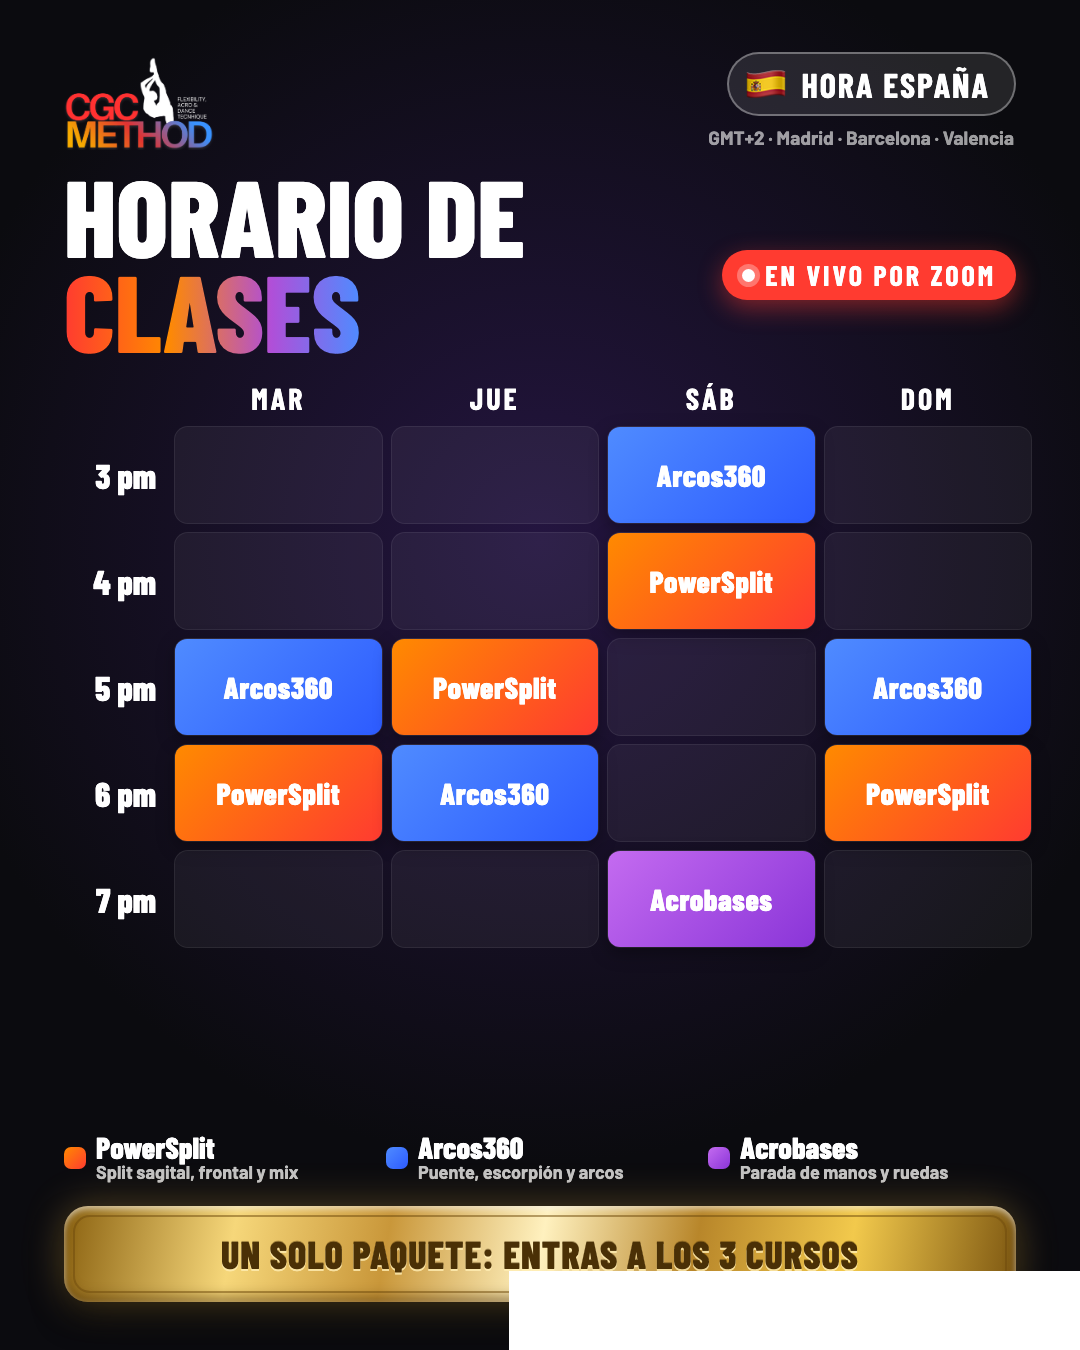 CGC
METHOD
FLEXIBILITY,
ACRO &
DANCE
TECNHIQUE
HORA ESPAÑA
GMT+2 · Madrid · Barcelona · Valencia
HORARIO DE
CLASES
EN VIVO POR ZOOM
MAR JUE SÁB DOM
3 pm Arcos360
4 pm PowerSplit
5 pm Arcos360 PowerSplit Arcos360
6 pm PowerSplit Arcos360 PowerSplit
7 pm Acrobases
PowerSplit
Split sagital, frontal y mix
Arcos360
Puente, escorpión y arcos
Acrobases
Parada de manos y ruedas
UN SOLO PAQUETE: ENTRAS A LOS 3 CURSOS